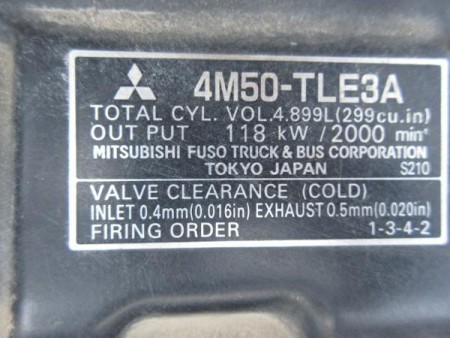 4M50-TLE3A
TOTAL CYL. VOL.4.899L(299cu.in)
OUT PUT 118 kW / 2000 min⁻¹
MITSUBISHI FUSO TRUCK & BUS CORPORATION
TOKYO JAPAN S210
VALVE CLEARANCE (COLD)
INLET 0.4mm(0.016in) EXHAUST 0.5mm(0.020in)
FIRING ORDER 1-3-4-2